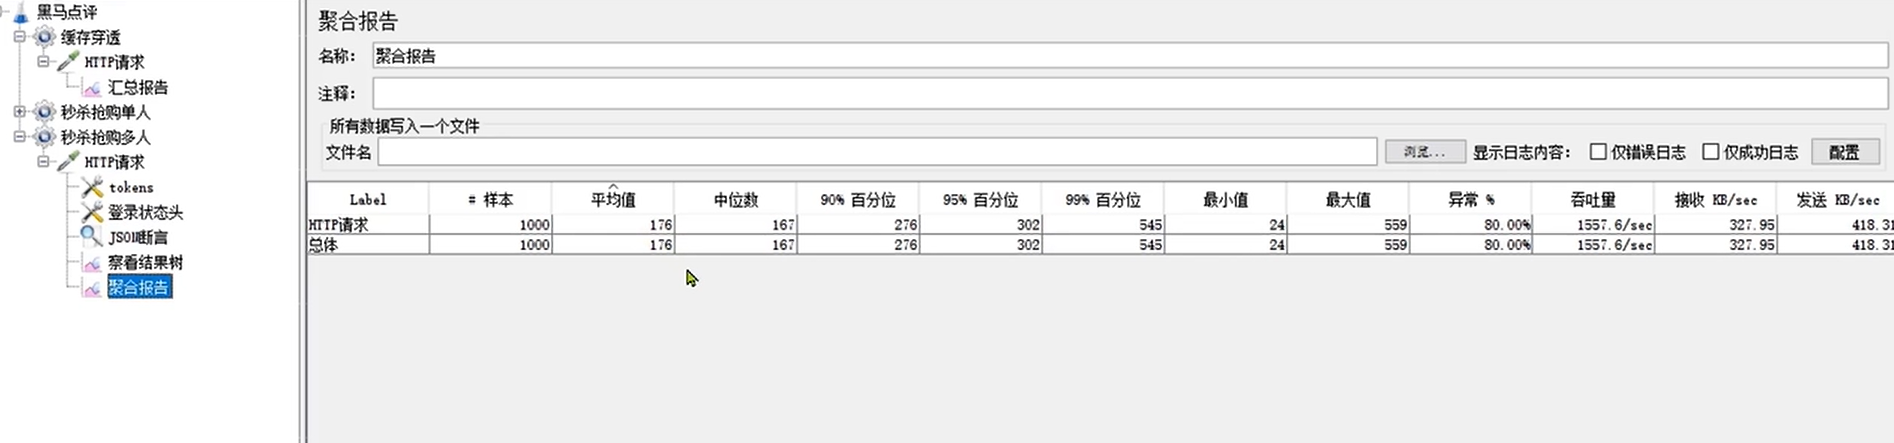 黑马点评
缓存穿透
HTTP请求
汇总报告
秒杀抢购单人
秒杀抢购多人
HTTP请求
tokens
登录状态头
JSON断言
察看结果树
聚合报告
聚合报告
名称: 聚合报告
注释:
所有数据写入一个文件
文件名 浏览... 显示日志内容: 仅错误日志 仅成功日志 配置
Label # 样本 平均值 中位数 90% 百分位 95% 百分位 99% 百分位 最小值 最大值 异常 % 吞吐量 接收 KB/sec 发送 KB/sec
HTTP请求 1000 176 167 276 302 545 24 559 80.00% 1557.6/sec 327.95 418.31
总体 1000 176 167 276 302 545 24 559 80.00% 1557.6/sec 327.95 418.31